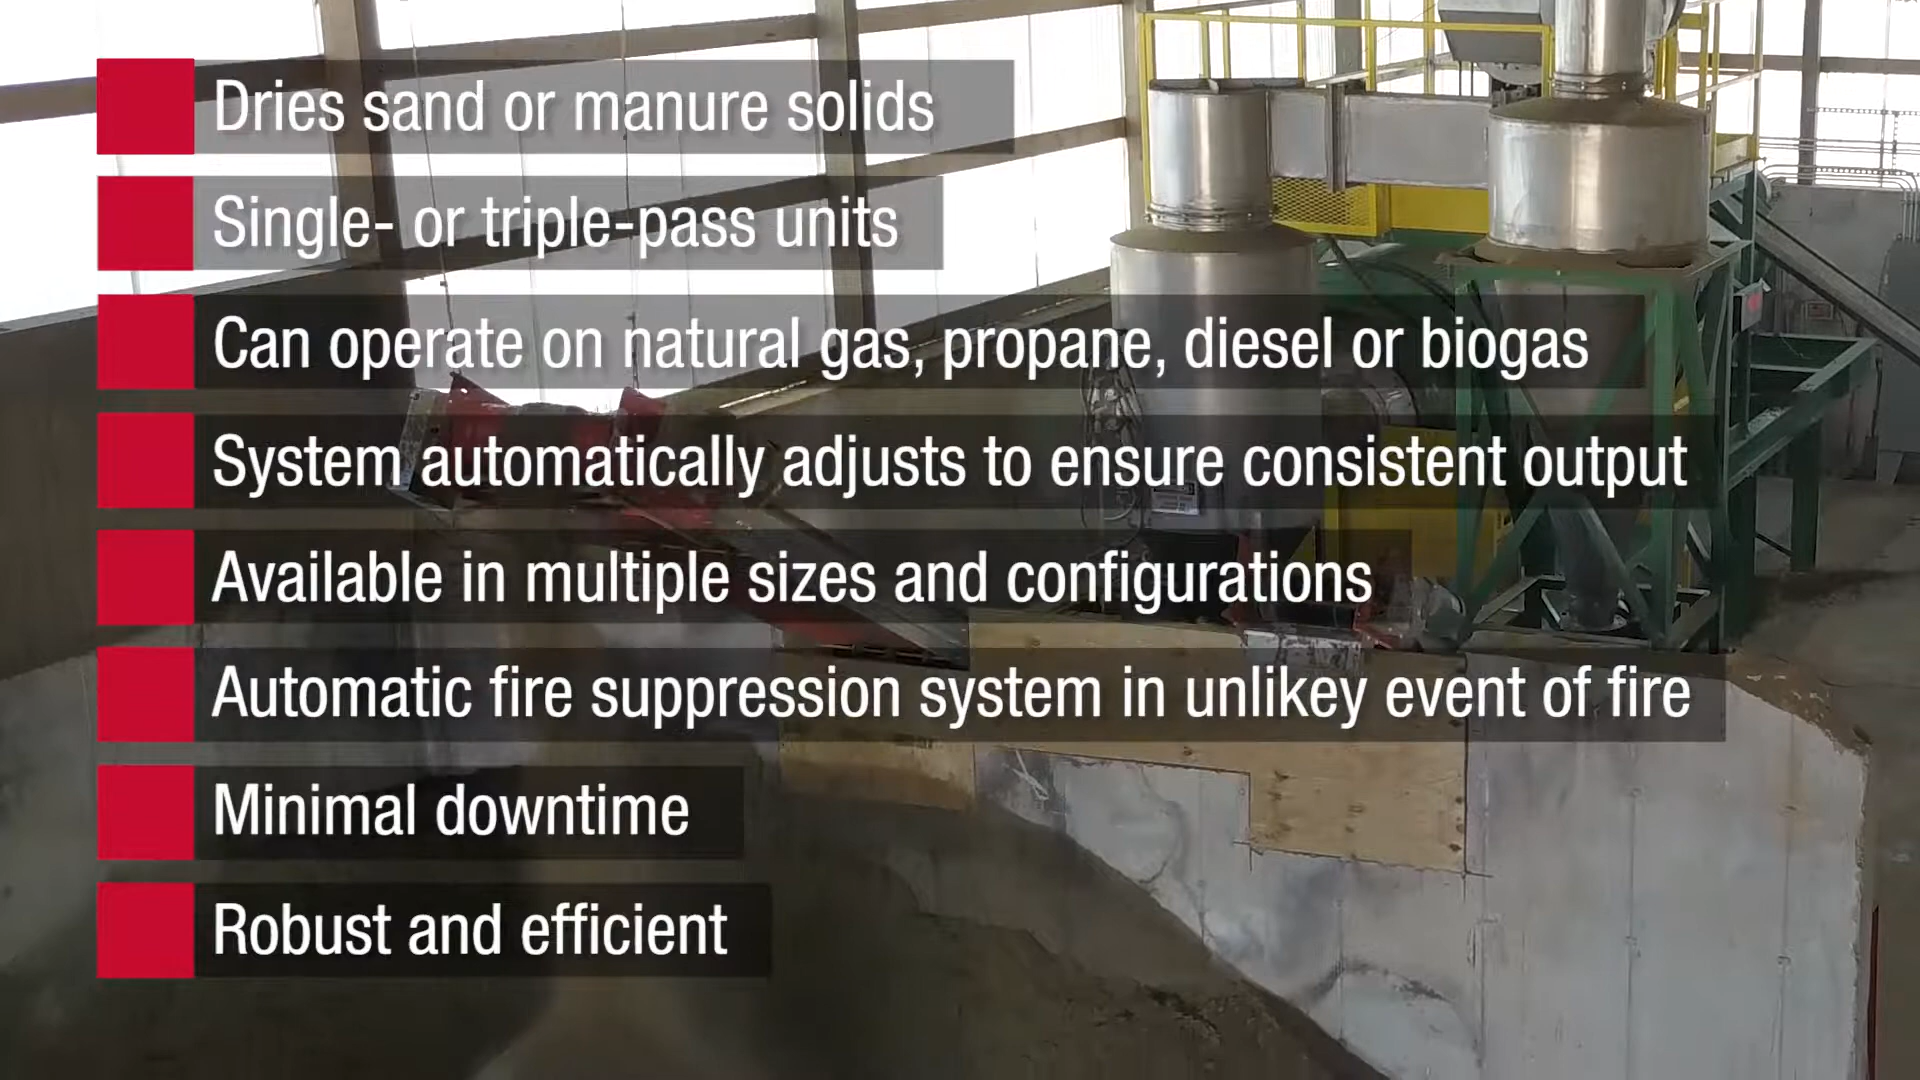 Dries sand or manure solids
Single- or triple-pass units
Can operate on natural gas, propane, diesel or biogas
System automatically adjusts to ensure consistent output
Available in multiple sizes and configurations
Automatic fire suppression system in unlikey event of fire
Minimal downtime
Robust and efficient